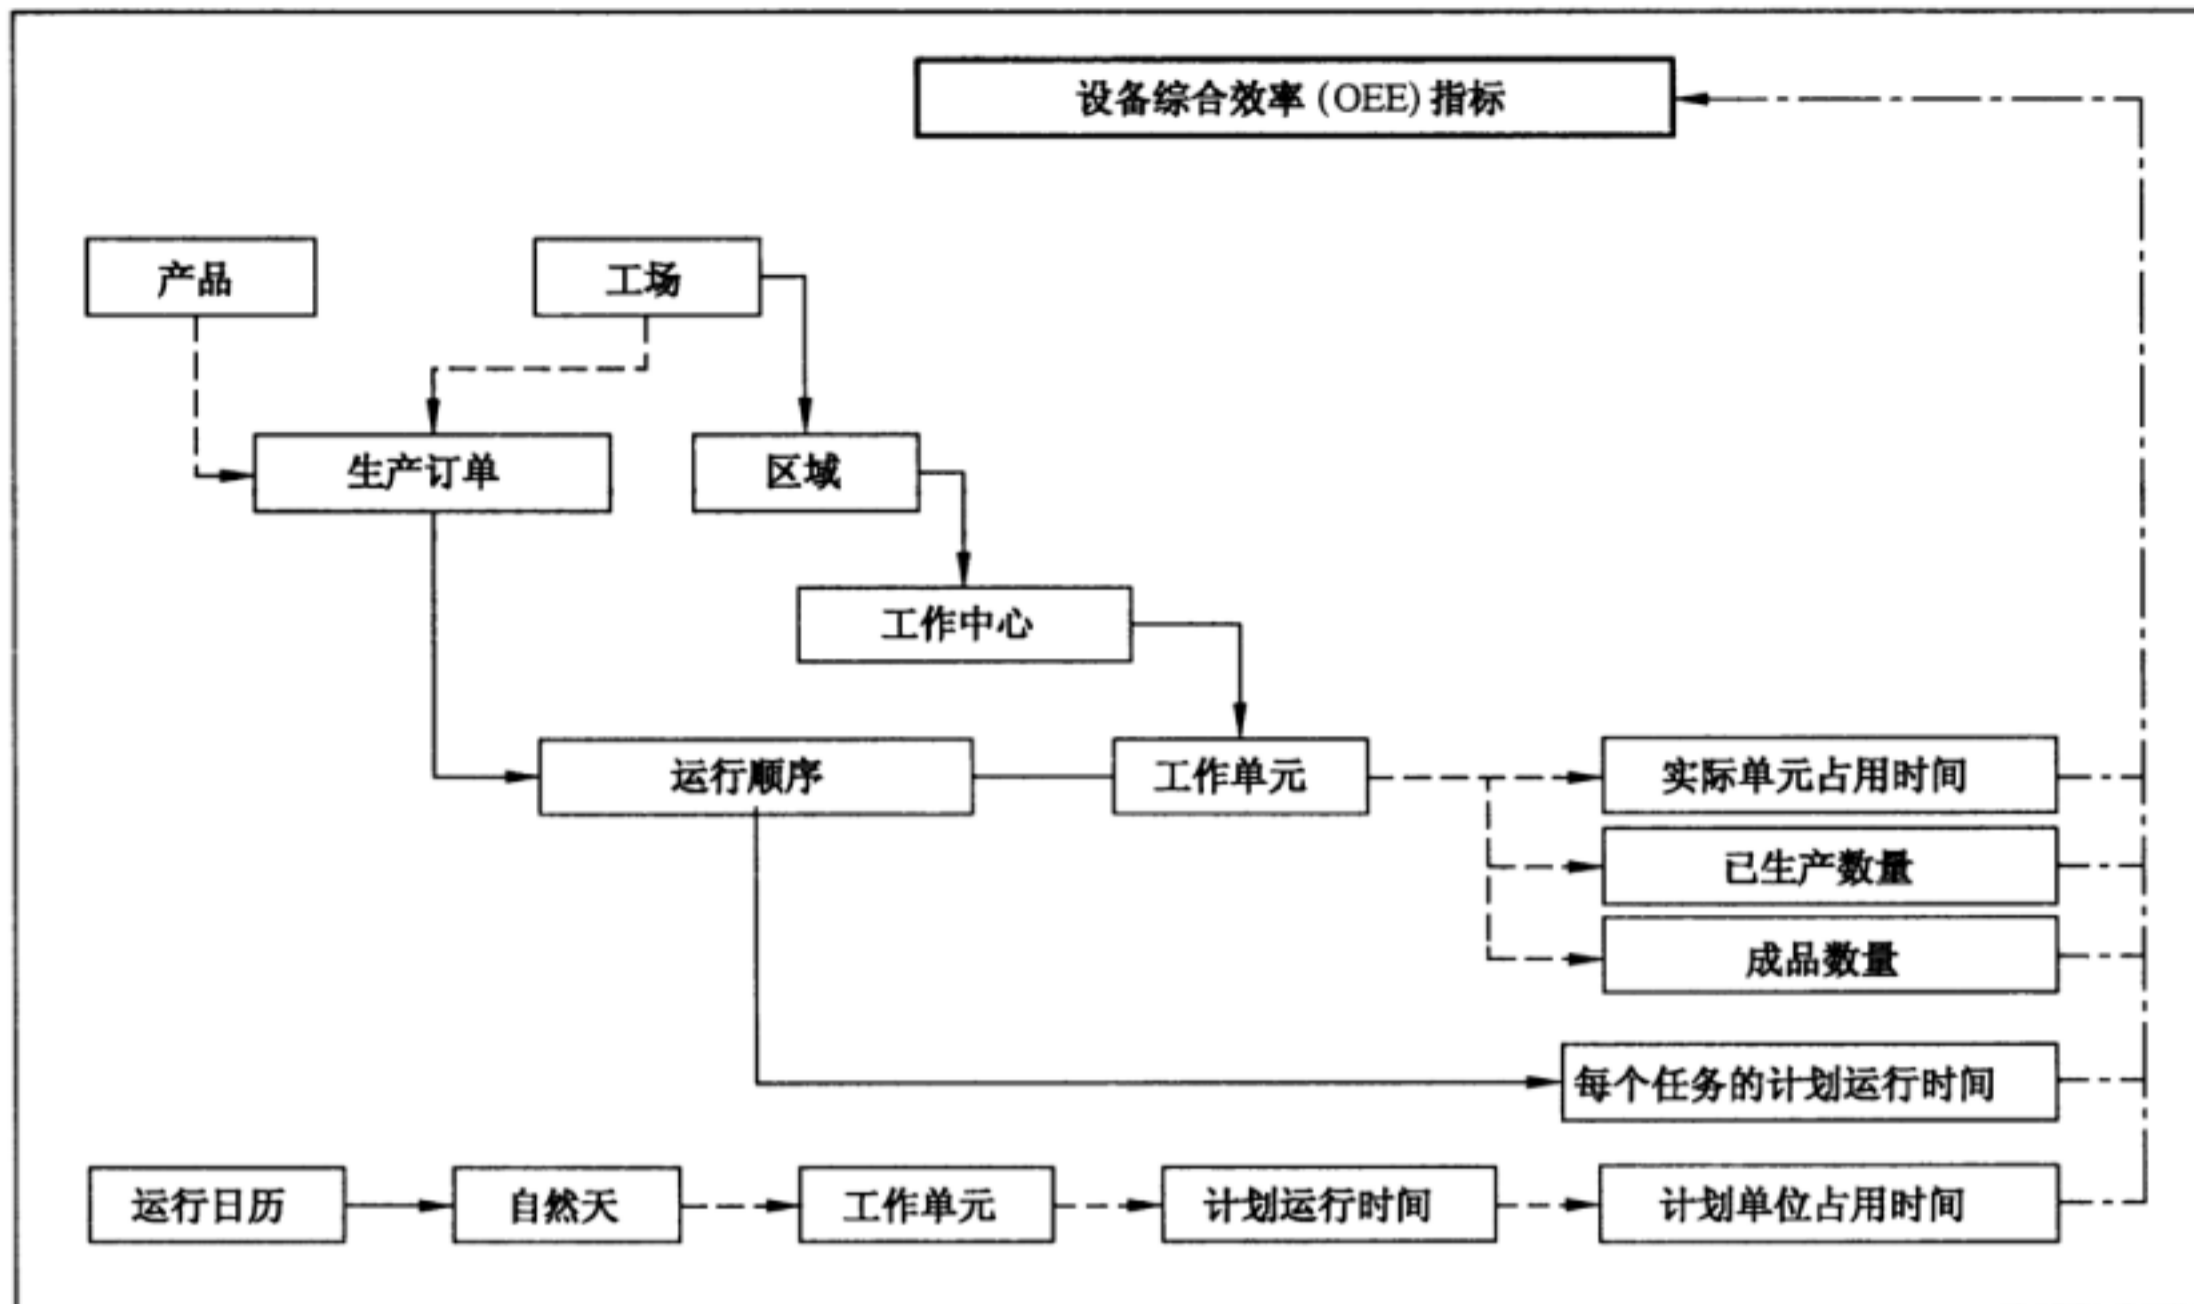 设备综合效率(OEE)指标
产品
工场
生产订单
区域
工作中心
运行顺序
工作单元
实际单元占用时间
已生产数量
成品数量
每个任务的计划运行时间
运行日历
自然天
工作单元
计划运行时间
计划单位占用时间